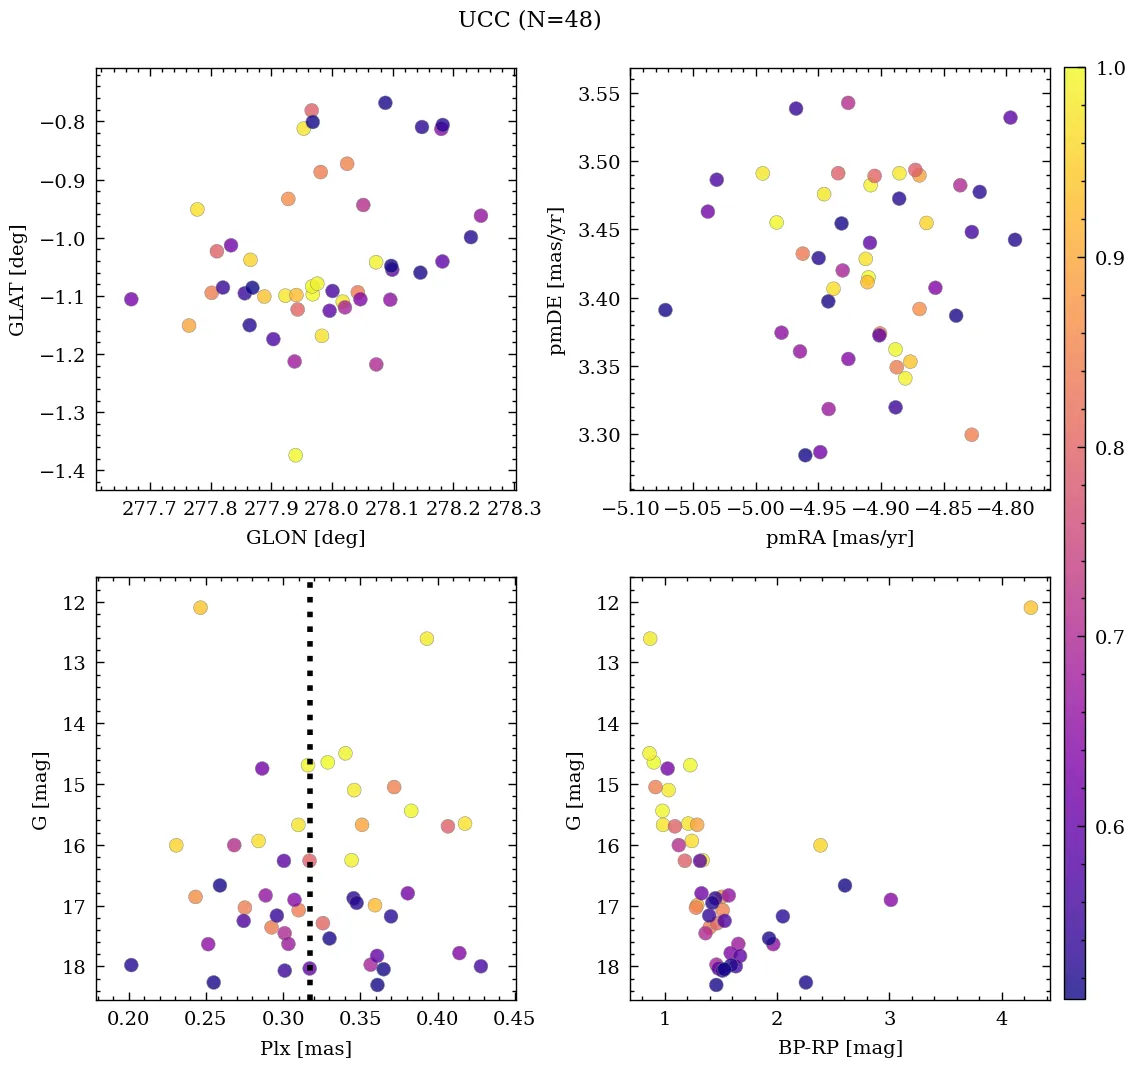 UCC (N=48)
−0.8
−0.9
−1.0
−1.1
−1.2
−1.3
−1.4
GLAT [deg]
277.7 277.8 277.9 278.0 278.1 278.2 278.3
GLON [deg]
3.55
3.50
3.45
3.40
3.35
3.30
pmDE [mas/yr]
−5.10 −5.05 −5.00 −4.95 −4.90 −4.85 −4.80
pmRA [mas/yr]
12
13
14
15
16
17
18
G [mag]
0.20 0.25 0.30 0.35 0.40 0.45
Plx [mas]
12
13
14
15
16
17
18
G [mag]
1 2 3 4
BP-RP [mag]
1.0
0.9
0.8
0.7
0.6